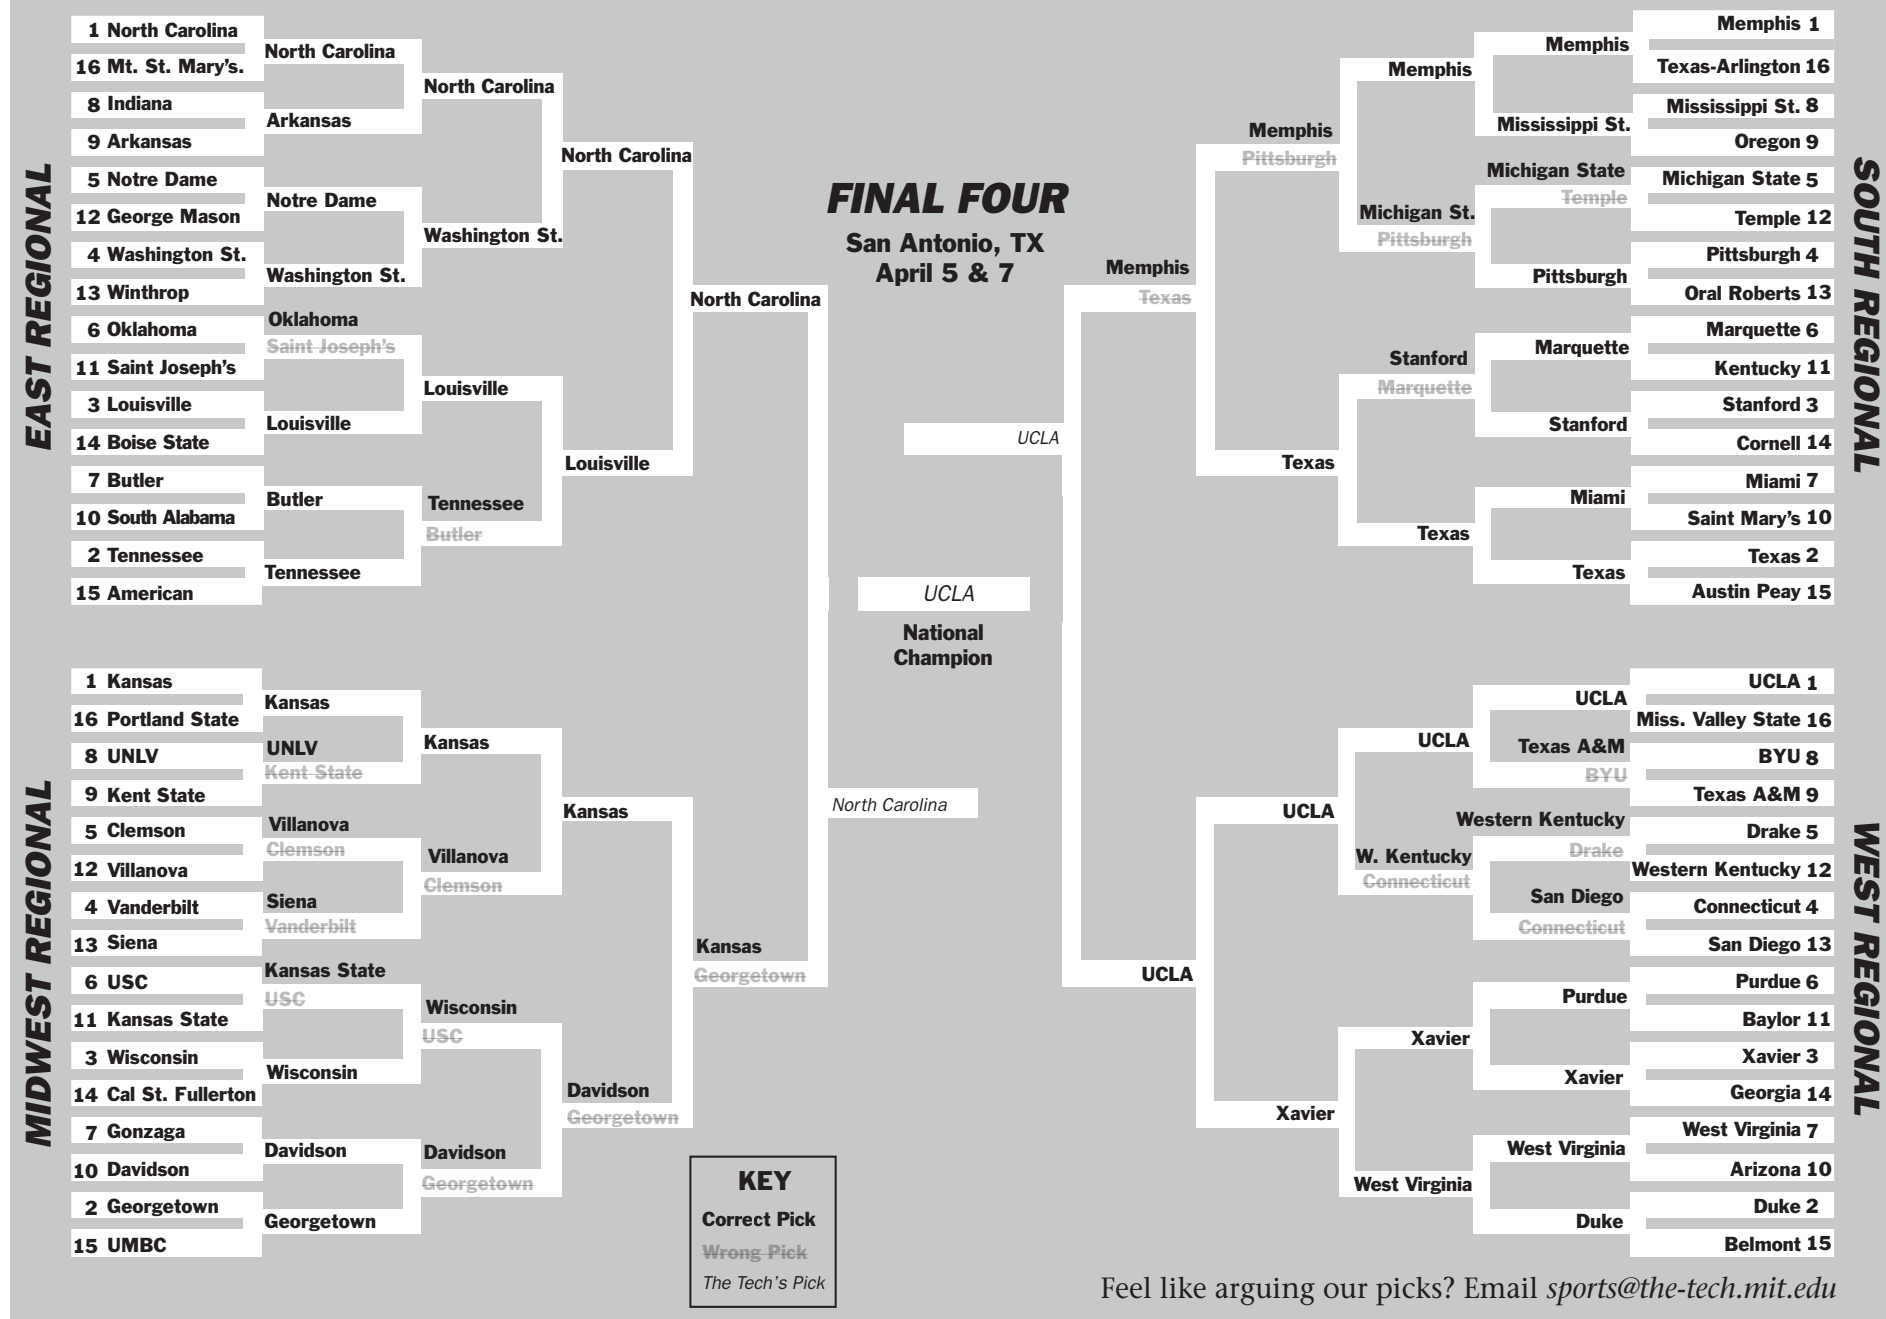 EAST REGIONAL
1 North Carolina
16 Mt. St. Mary's.
8 Indiana
9 Arkansas
5 Notre Dame
12 George Mason
4 Washington St.
13 Winthrop
6 Oklahoma
11 Saint Joseph's
3 Louisville
14 Boise State
7 Butler
10 South Alabama
2 Tennessee
15 American
North Carolina
Arkansas
Notre Dame
Washington St.
Oklahoma
Saint Joseph's
Louisville
Butler
Tennessee
North Carolina
Washington St.
Louisville
Tennessee
Butler
North Carolina
Louisville
North Carolina
MIDWEST REGIONAL
1 Kansas
16 Portland State
8 UNLV
9 Kent State
5 Clemson
12 Villanova
4 Vanderbilt
13 Siena
6 USC
11 Kansas State
3 Wisconsin
14 Cal St. Fullerton
7 Gonzaga
10 Davidson
2 Georgetown
15 UMBC
Kansas
UNLV
Kent State
Villanova
Clemson
Siena
Vanderbilt
Kansas State
USC
Wisconsin
Davidson
Georgetown
Kansas
Villanova
Clemson
Wisconsin
USC
Davidson
Georgetown
Kansas
Davidson
Georgetown
Kansas
Georgetown
FINAL FOUR
San Antonio, TX
April 5 & 7
UCLA
UCLA
National
Champion
North Carolina
KEY
Correct Pick
Wrong Pick
The Tech's Pick
Memphis
Texas
Memphis
Pittsburgh
Texas
Memphis
Michigan St.
Pittsburgh
Stanford
Marquette
Texas
Memphis
Mississippi St.
Michigan State
Temple
Pittsburgh
Marquette
Stanford
Miami
Texas
Memphis 1
Texas-Arlington 16
Mississippi St. 8
Oregon 9
Michigan State 5
Temple 12
Pittsburgh 4
Oral Roberts 13
Marquette 6
Kentucky 11
Stanford 3
Cornell 14
Miami 7
Saint Mary's 10
Texas 2
Austin Peay 15
SOUTH REGIONAL
UCLA
UCLA
Xavier
UCLA
W. Kentucky
Connecticut
Xavier
West Virginia
UCLA
Texas A&M
BYU
Western Kentucky
Drake
San Diego
Connecticut
Purdue
Xavier
West Virginia
Duke
UCLA 1
Miss. Valley State 16
BYU 8
Texas A&M 9
Drake 5
Western Kentucky 12
Connecticut 4
San Diego 13
Purdue 6
Baylor 11
Xavier 3
Georgia 14
West Virginia 7
Arizona 10
Duke 2
Belmont 15
WEST REGIONAL
Feel like arguing our picks? Email sports@the-tech.mit.edu